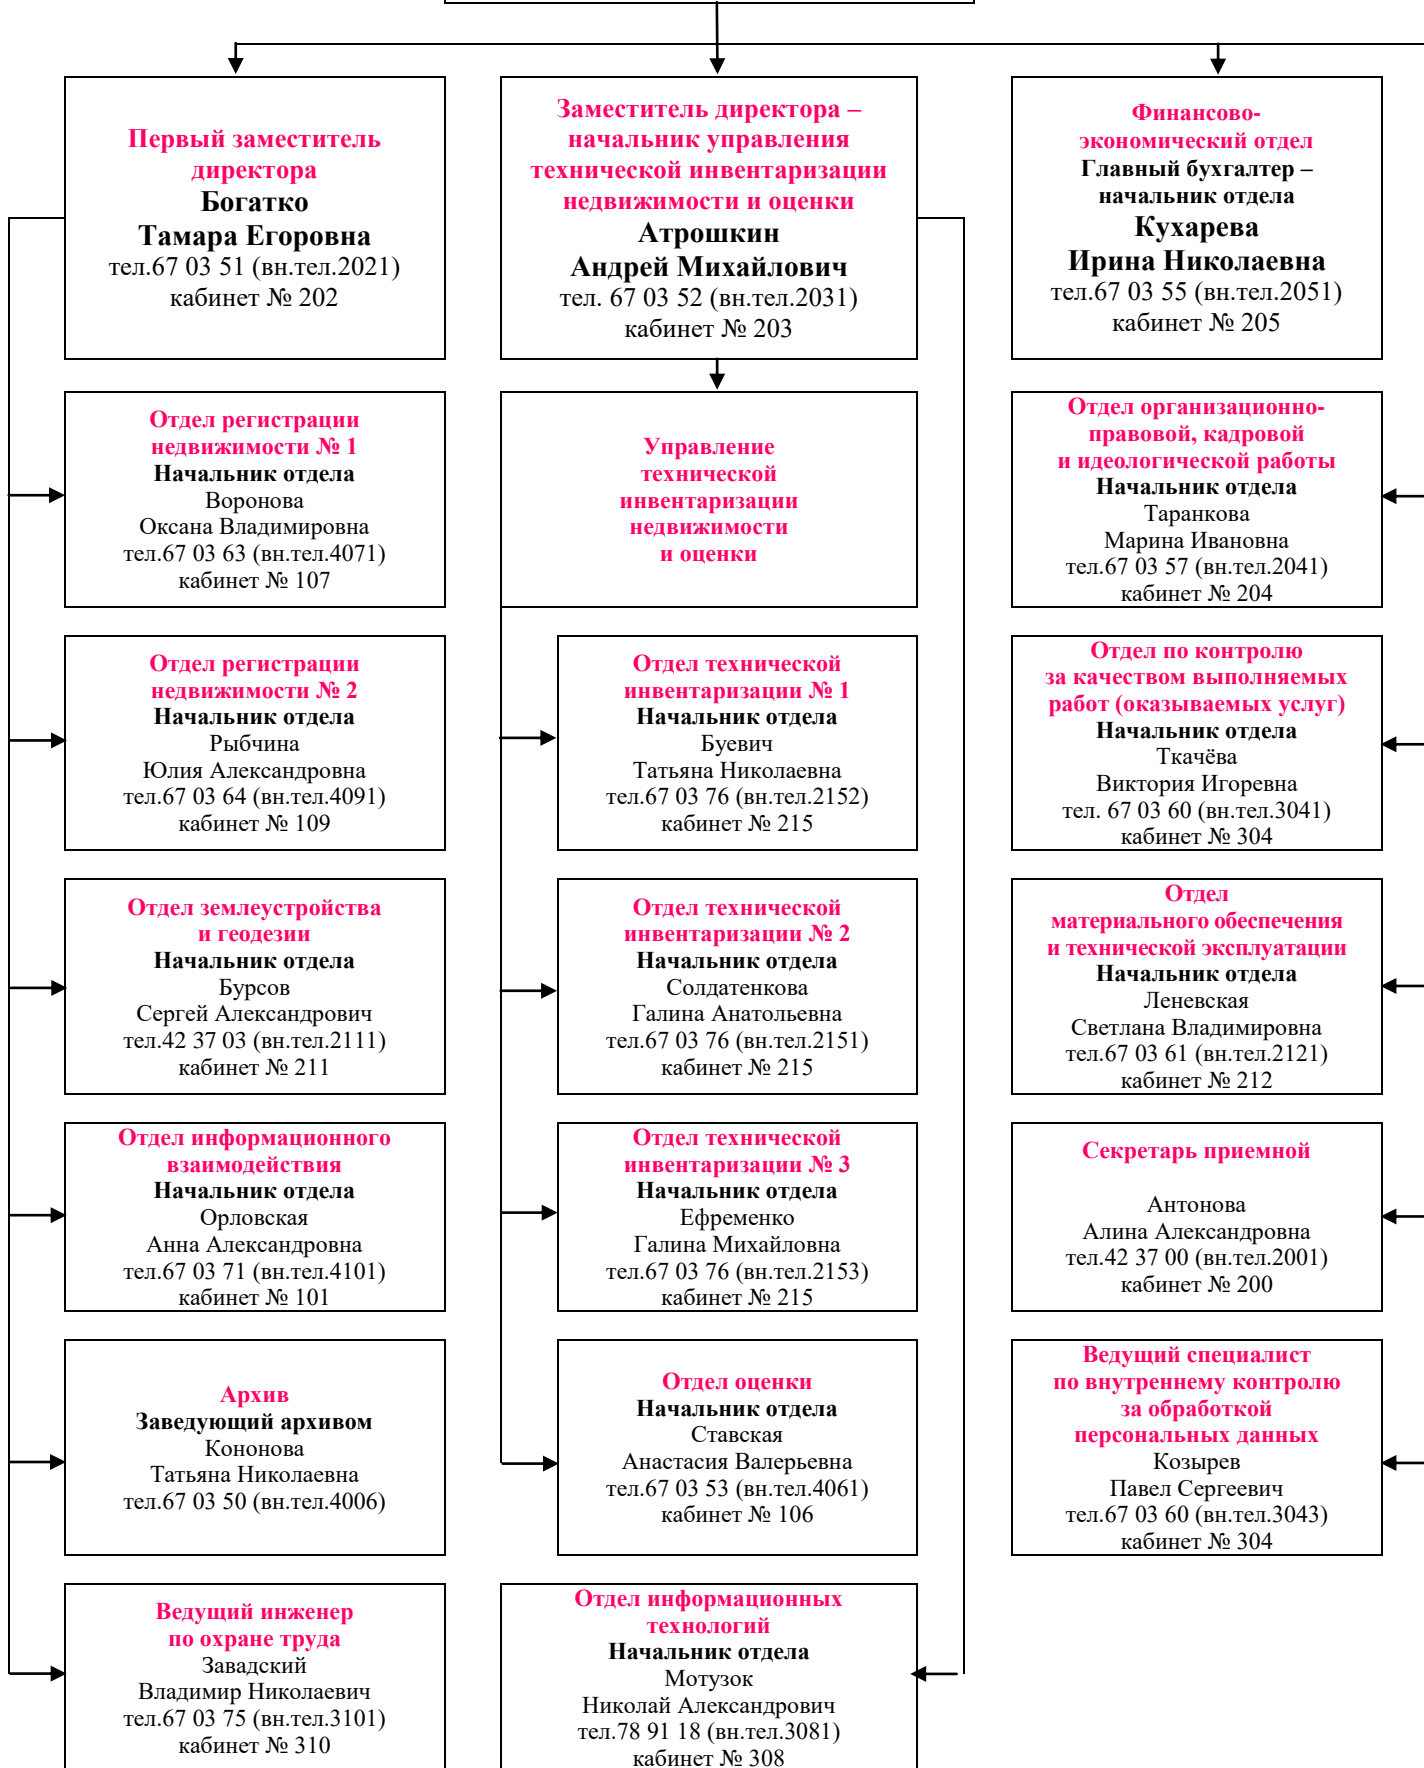 Первый заместитель
директора
Богатко
Тамара Егоровна
тел.67 03 51 (вн.тел.2021)
кабинет № 202
Заместитель директора –
начальник управления
технической инвентаризации
недвижимости и оценки
Атрошкин
Андрей Михайлович
тел. 67 03 52 (вн.тел.2031)
кабинет № 203
Финансово-
экономический отдел
Главный бухгалтер –
начальник отдела
Кухарева
Ирина Николаевна
тел.67 03 55 (вн.тел.2051)
кабинет № 205
Отдел регистрации
недвижимости № 1
Начальник отдела
Воронова
Оксана Владимировна
тел.67 03 63 (вн.тел.4071)
кабинет № 107
Управление
технической
инвентаризации
недвижимости
и оценки
Отдел организационно-
правовой, кадровой
и идеологической работы
Начальник отдела
Таранкова
Марина Ивановна
тел.67 03 57 (вн.тел.2041)
кабинет № 204
Отдел регистрации
недвижимости № 2
Начальник отдела
Рыбчина
Юлия Александровна
тел.67 03 64 (вн.тел.4091)
кабинет № 109
Отдел технической
инвентаризации № 1
Начальник отдела
Буевич
Татьяна Николаевна
тел.67 03 76 (вн.тел.2152)
кабинет № 215
Отдел по контролю
за качеством выполняемых
работ (оказываемых услуг)
Начальник отдела
Ткачёва
Виктория Игоревна
тел. 67 03 60 (вн.тел.3041)
кабинет № 304
Отдел землеустройства
и геодезии
Начальник отдела
Бурсов
Сергей Александрович
тел.42 37 03 (вн.тел.2111)
кабинет № 211
Отдел технической
инвентаризации № 2
Начальник отдела
Солдатенкова
Галина Анатольевна
тел.67 03 76 (вн.тел.2151)
кабинет № 215
Отдел
материального обеспечения
и технической эксплуатации
Начальник отдела
Леневская
Светлана Владимировна
тел.67 03 61 (вн.тел.2121)
кабинет № 212
Отдел информационного
взаимодействия
Начальник отдела
Орловская
Анна Александровна
тел.67 03 71 (вн.тел.4101)
кабинет № 101
Отдел технической
инвентаризации № 3
Начальник отдела
Ефременко
Галина Михайловна
тел.67 03 76 (вн.тел.2153)
кабинет № 215
Секретарь приемной
Антонова
Алина Александровна
тел.42 37 00 (вн.тел.2001)
кабинет № 200
Архив
Заведующий архивом
Кононова
Татьяна Николаевна
тел.67 03 50 (вн.тел.4006)
Отдел оценки
Начальник отдела
Ставская
Анастасия Валерьевна
тел.67 03 53 (вн.тел.4061)
кабинет № 106
Ведущий специалист
по внутреннему контролю
за обработкой
персональных данных
Козырев
Павел Сергеевич
тел.67 03 60 (вн.тел.3043)
кабинет № 304
Ведущий инженер
по охране труда
Завадский
Владимир Николаевич
тел.67 03 75 (вн.тел.3101)
кабинет № 310
Отдел информационных
технологий
Начальник отдела
Мотузок
Николай Александрович
тел.78 91 18 (вн.тел.3081)
кабинет № 308